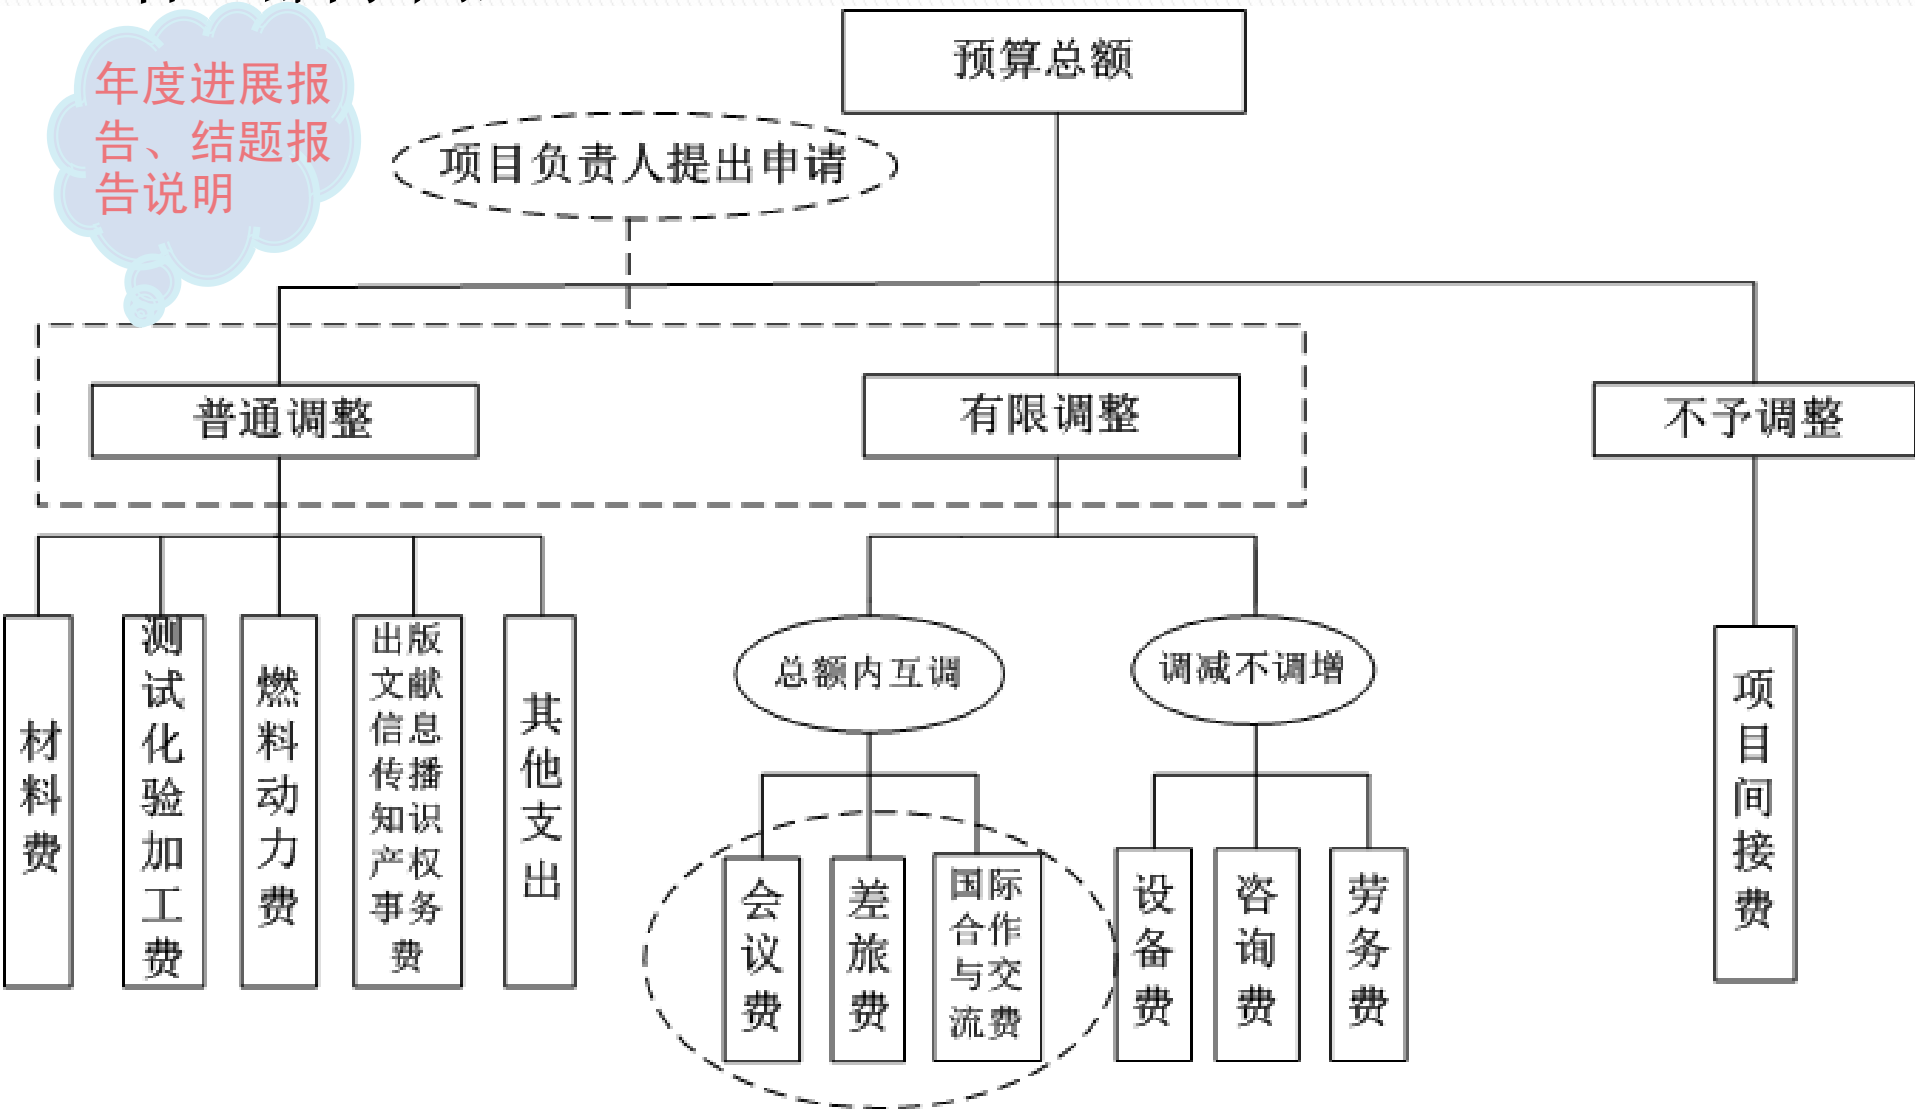 年度进展报
告、结题报
告说明
预算总额
项目负责人提出申请
普通调整
有限调整
不予调整
材料费
测试化验加工费
燃料动力费
出版
文献
信息
传播
知识
产权
事务
费
其他支出
总额内互调
调减不调增
会议费
差旅费
国际
合作
与交
流费
设备费
咨询费
劳务费
项目间接费